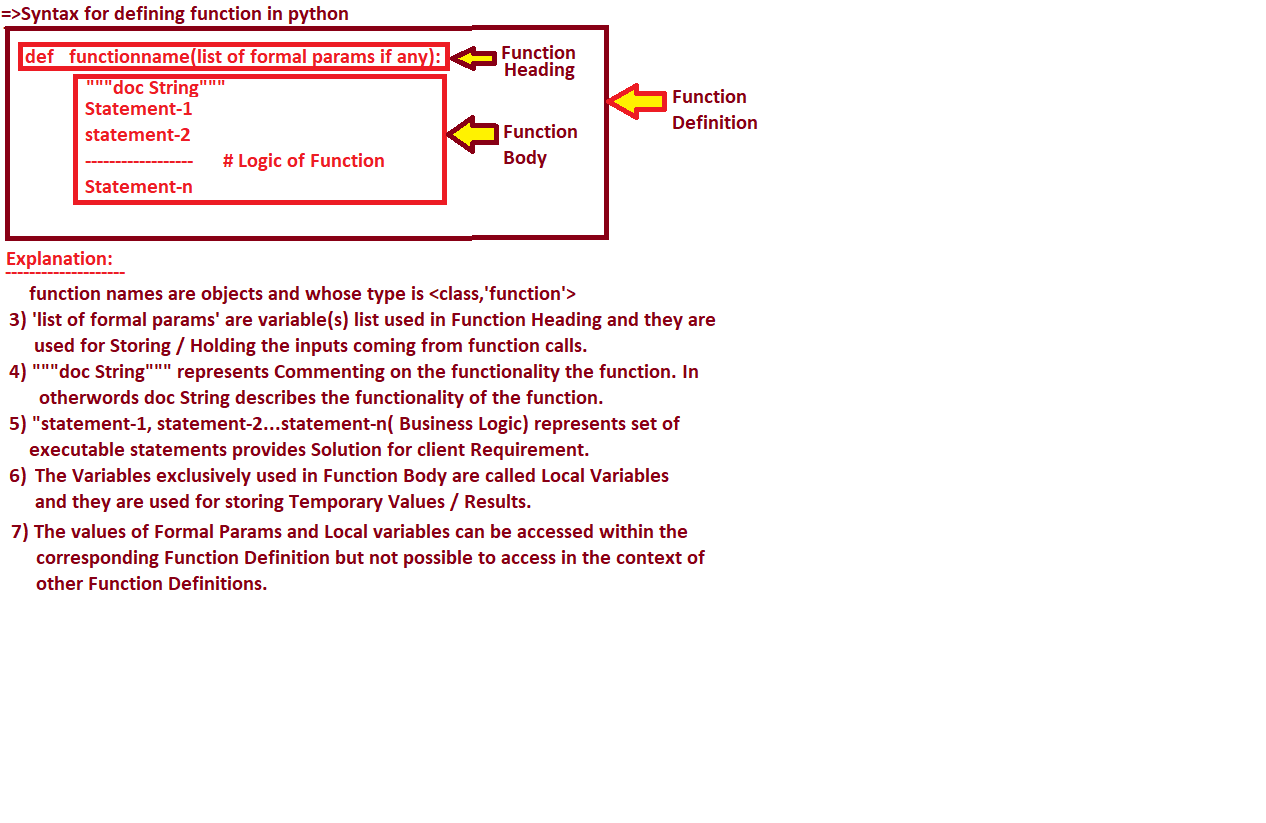 =>Syntax for defining function in python
def functionname(list of formal params if any):
Function
Heading
"""doc String"""
Statement-1
statement-2
------------------ # Logic of Function
Statement-n
Function
Body
Function
Definition
Explanation:
--------------------
function names are objects and whose type is <class,'function'>
3) 'list of formal params' are variable(s) list used in Function Heading and they are
used for Storing / Holding the inputs coming from function calls.
4) """doc String""" represents Commenting on the functionality the function. In
otherwords doc String describes the functionality of the function.
5) "statement-1, statement-2...statement-n( Business Logic) represents set of
executable statements provides Solution for client Requirement.
6) The Variables exclusively used in Function Body are called Local Variables
and they are used for storing Temporary Values / Results.
7) The values of Formal Params and Local variables can be accessed within the
corresponding Function Definition but not possible to access in the context of
other Function Definitions.